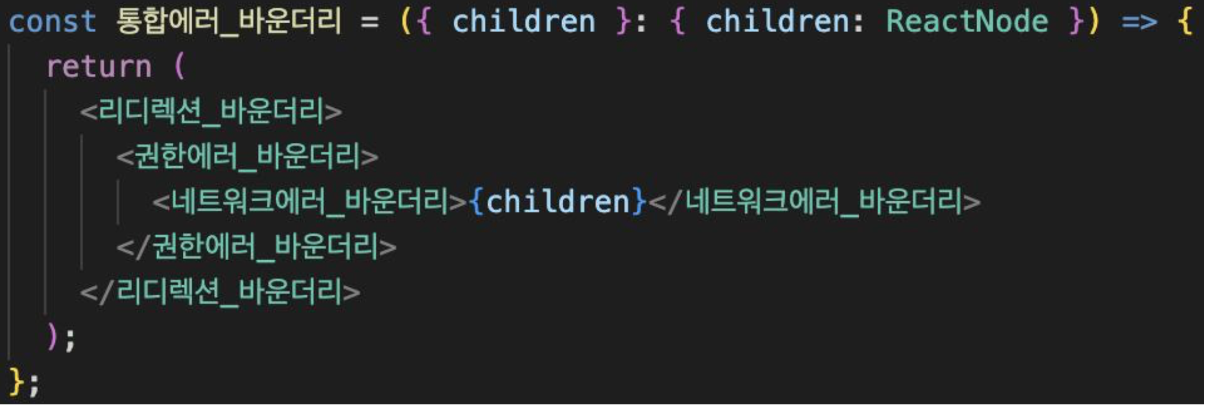 const 통합에러_바운더리 = ({ children }: { children: ReactNode }) => {
return (
<리디렉션_바운더리>
<권한에러_바운더리>
<네트워크에러_바운더리>{children}</네트워크에러_바운더리>
</권한에러_바운더리>
</리디렉션_바운더리>
);
};